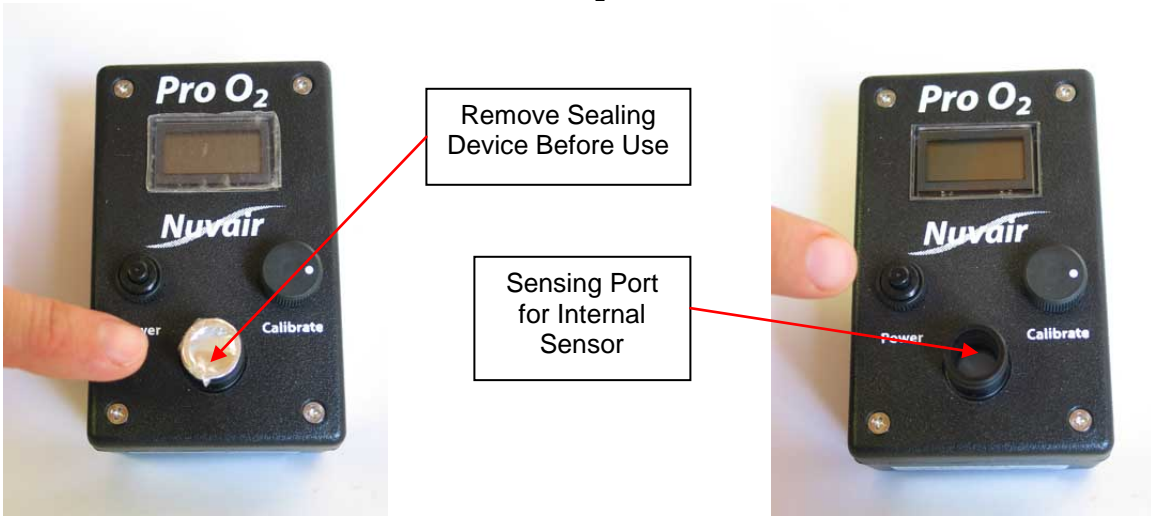 Pro O2
Nuvair
Calibrate
Remove Sealing
Device Before Use
Sensing Port
for Internal
Sensor
Pro O2
Nuvair
Power
Calibrate